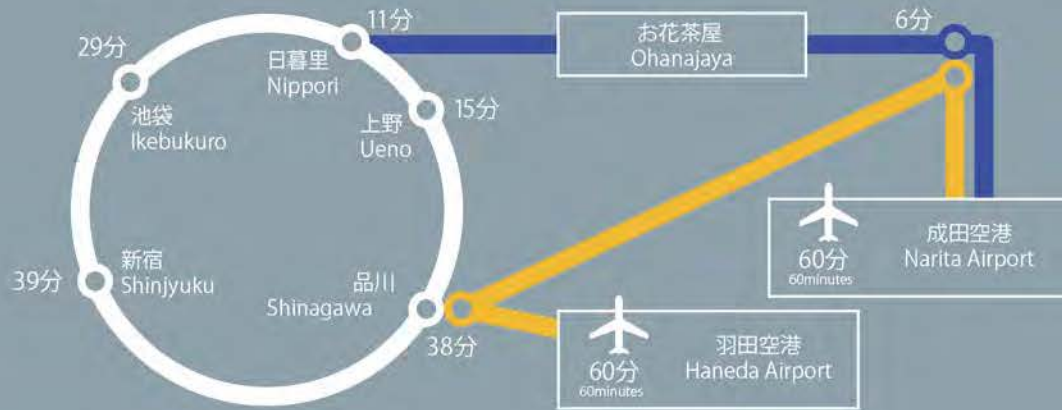 11分
日暮里
Nippori
29分
池袋
Ikebukuro
上野
Ueno
15分
お花茶屋
Ohanajaya
6分
39分
新宿
Shinjyuku
品川
Shinagawa
38分
60分
60minutes
成田空港
Narita Airport
60分
60minutes
羽田空港
Haneda Airport